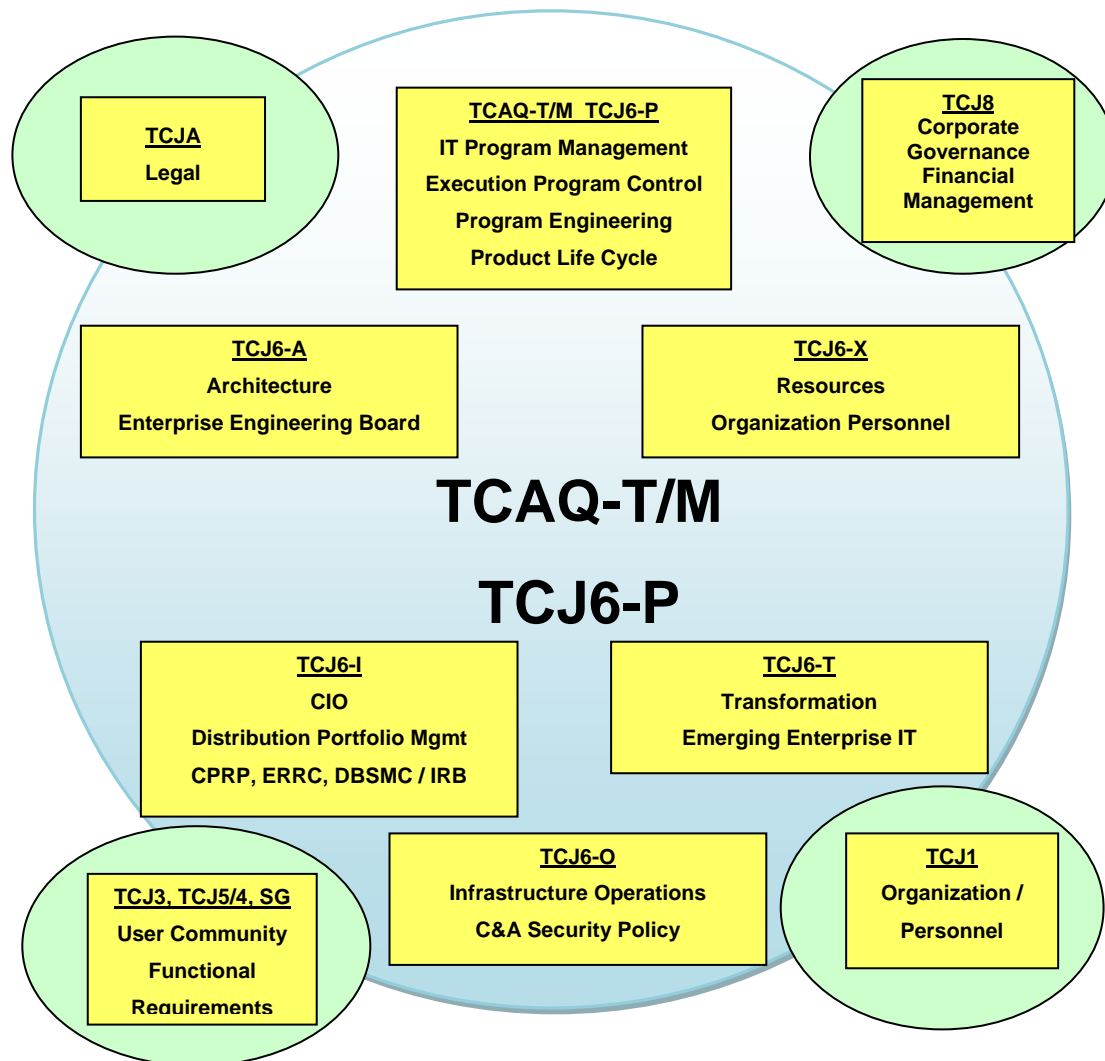 TCJA
Legal
TCAQ-T/M TCJ6-P
IT Program Management
Execution Program Control
Program Engineering
Product Life Cycle
TCJ8
Corporate
Governance
Financial
Management
TCJ6-A
Architecture
Enterprise Engineering Board
TCJ6-X
Resources
Organization Personnel
TCAQ-T/M
TCJ6-P
TCJ6-I
CIO
Distribution Portfolio Mgmt
CPRP, ERRC, DBSMC / IRB
TCJ6-T
Transformation
Emerging Enterprise IT
TCJ3, TCJ5/4, SG
User Community
Functional
Requirements
TCJ6-O
Infrastructure Operations
C&A Security Policy
TCJ1
Organization /
Personnel